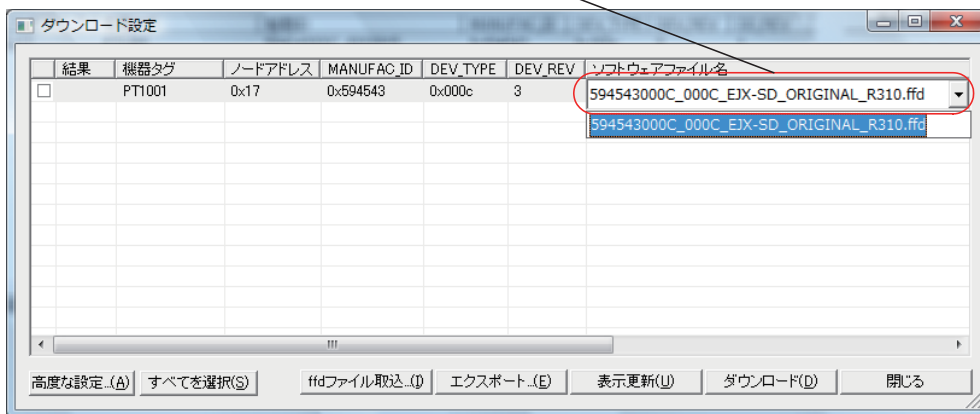 ダウンロード設定
結果 機器タグ ノードアドレス MANUFAC_ID DEV_TYPE DEV_REV ソフトウェアファイル名
PT1001 0x17 0x594543 0x000c 3 594543000C_000C_EJX-SD_ORIGINAL_R310.ffd
594543000C_000C_EJX-SD_ORIGINAL_R310.ffd
高度な設定...(A) すべてを選択(S) ffdファイル取込...(I) エクスポート...(E) 表示更新(U) ダウンロード(D) 閉じる